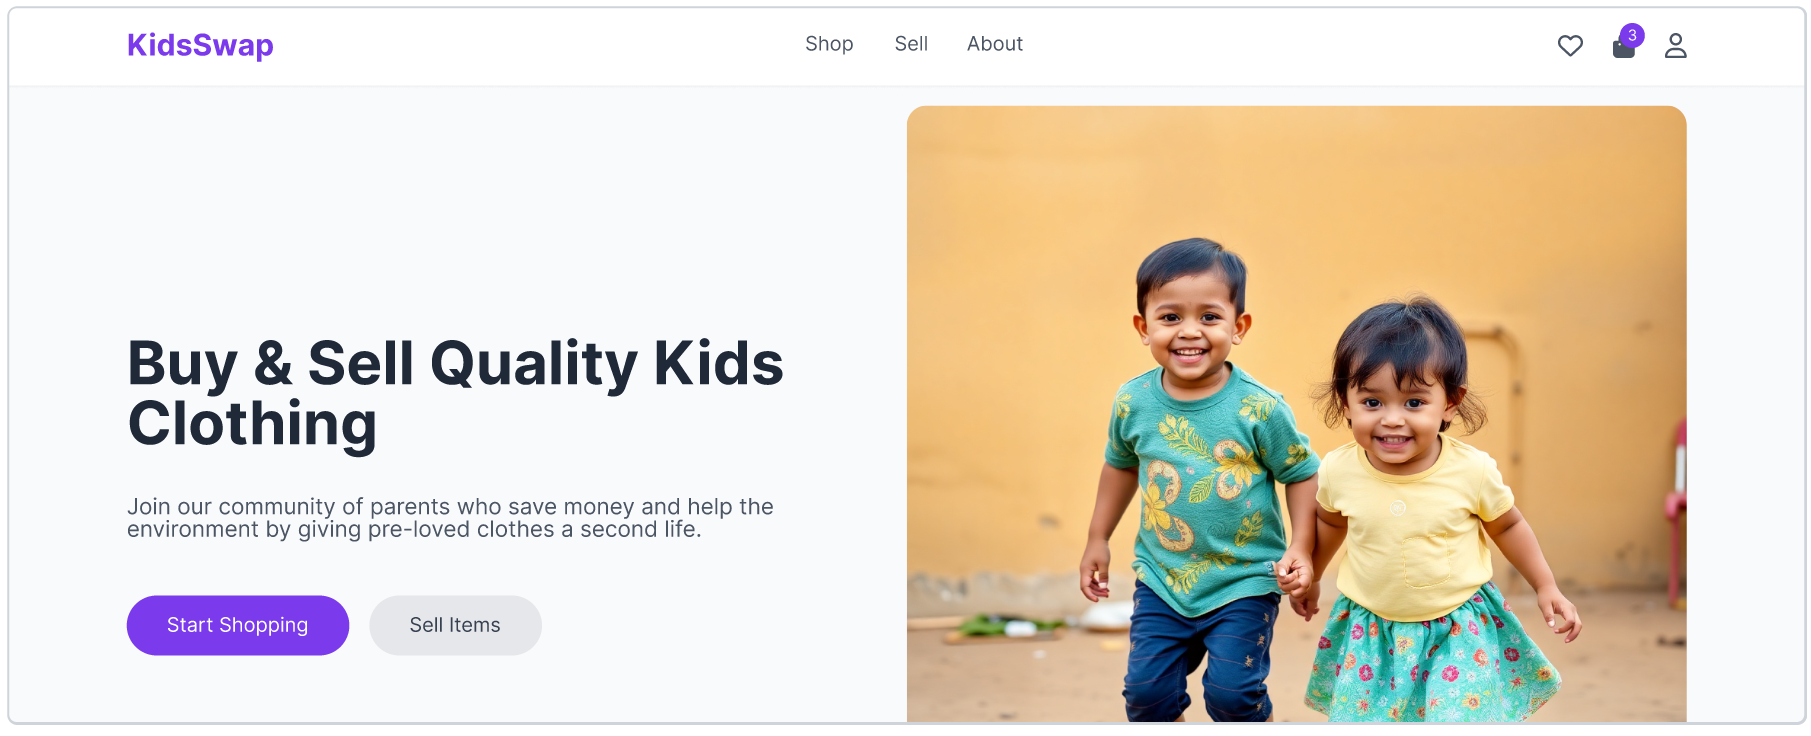 KidsSwap
Shop
Sell
About
3
Buy & Sell Quality Kids
Clothing
Join our community of parents who save money and help the
environment by giving pre-loved clothes a second life.
Start Shopping
Sell Items